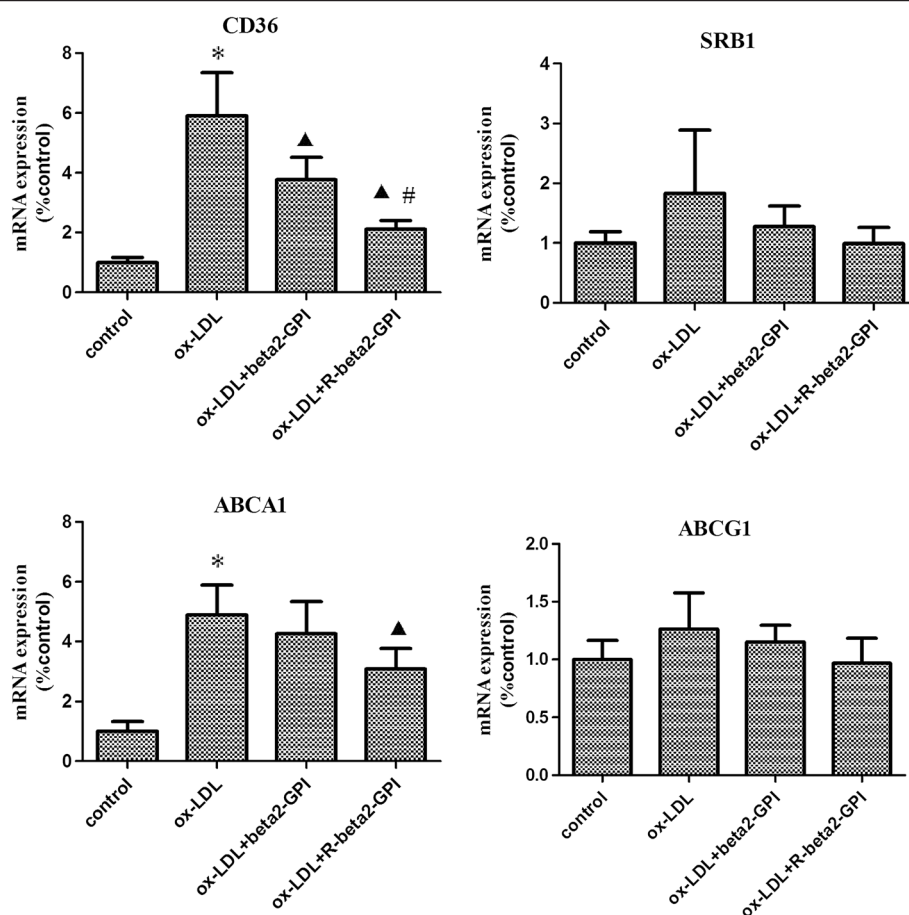 CD36
mRNA expression
(%control)
8
6
4
2
0
*
▲
▲ #
control
ox-LDL
ox-LDL+beta2-GPI
ox-LDL+R-beta2-GPI
SRB1
mRNA expression
(%control)
4
3
2
1
0
control
ox-LDL
ox-LDL+beta2-GPI
ox-LDL+R-beta2-GPI
ABCA1
mRNA expression
(%control)
8
6
4
2
0
*
▲
control
ox-LDL
ox-LDL+beta2-GPI
ox-LDL+R-beta2-GPI
ABCG1
mRNA expression
(%control)
2.0
1.5
1.0
0.5
0.0
control
ox-LDL
ox-LDL+beta2-GPI
ox-LDL+R-beta2-GPI